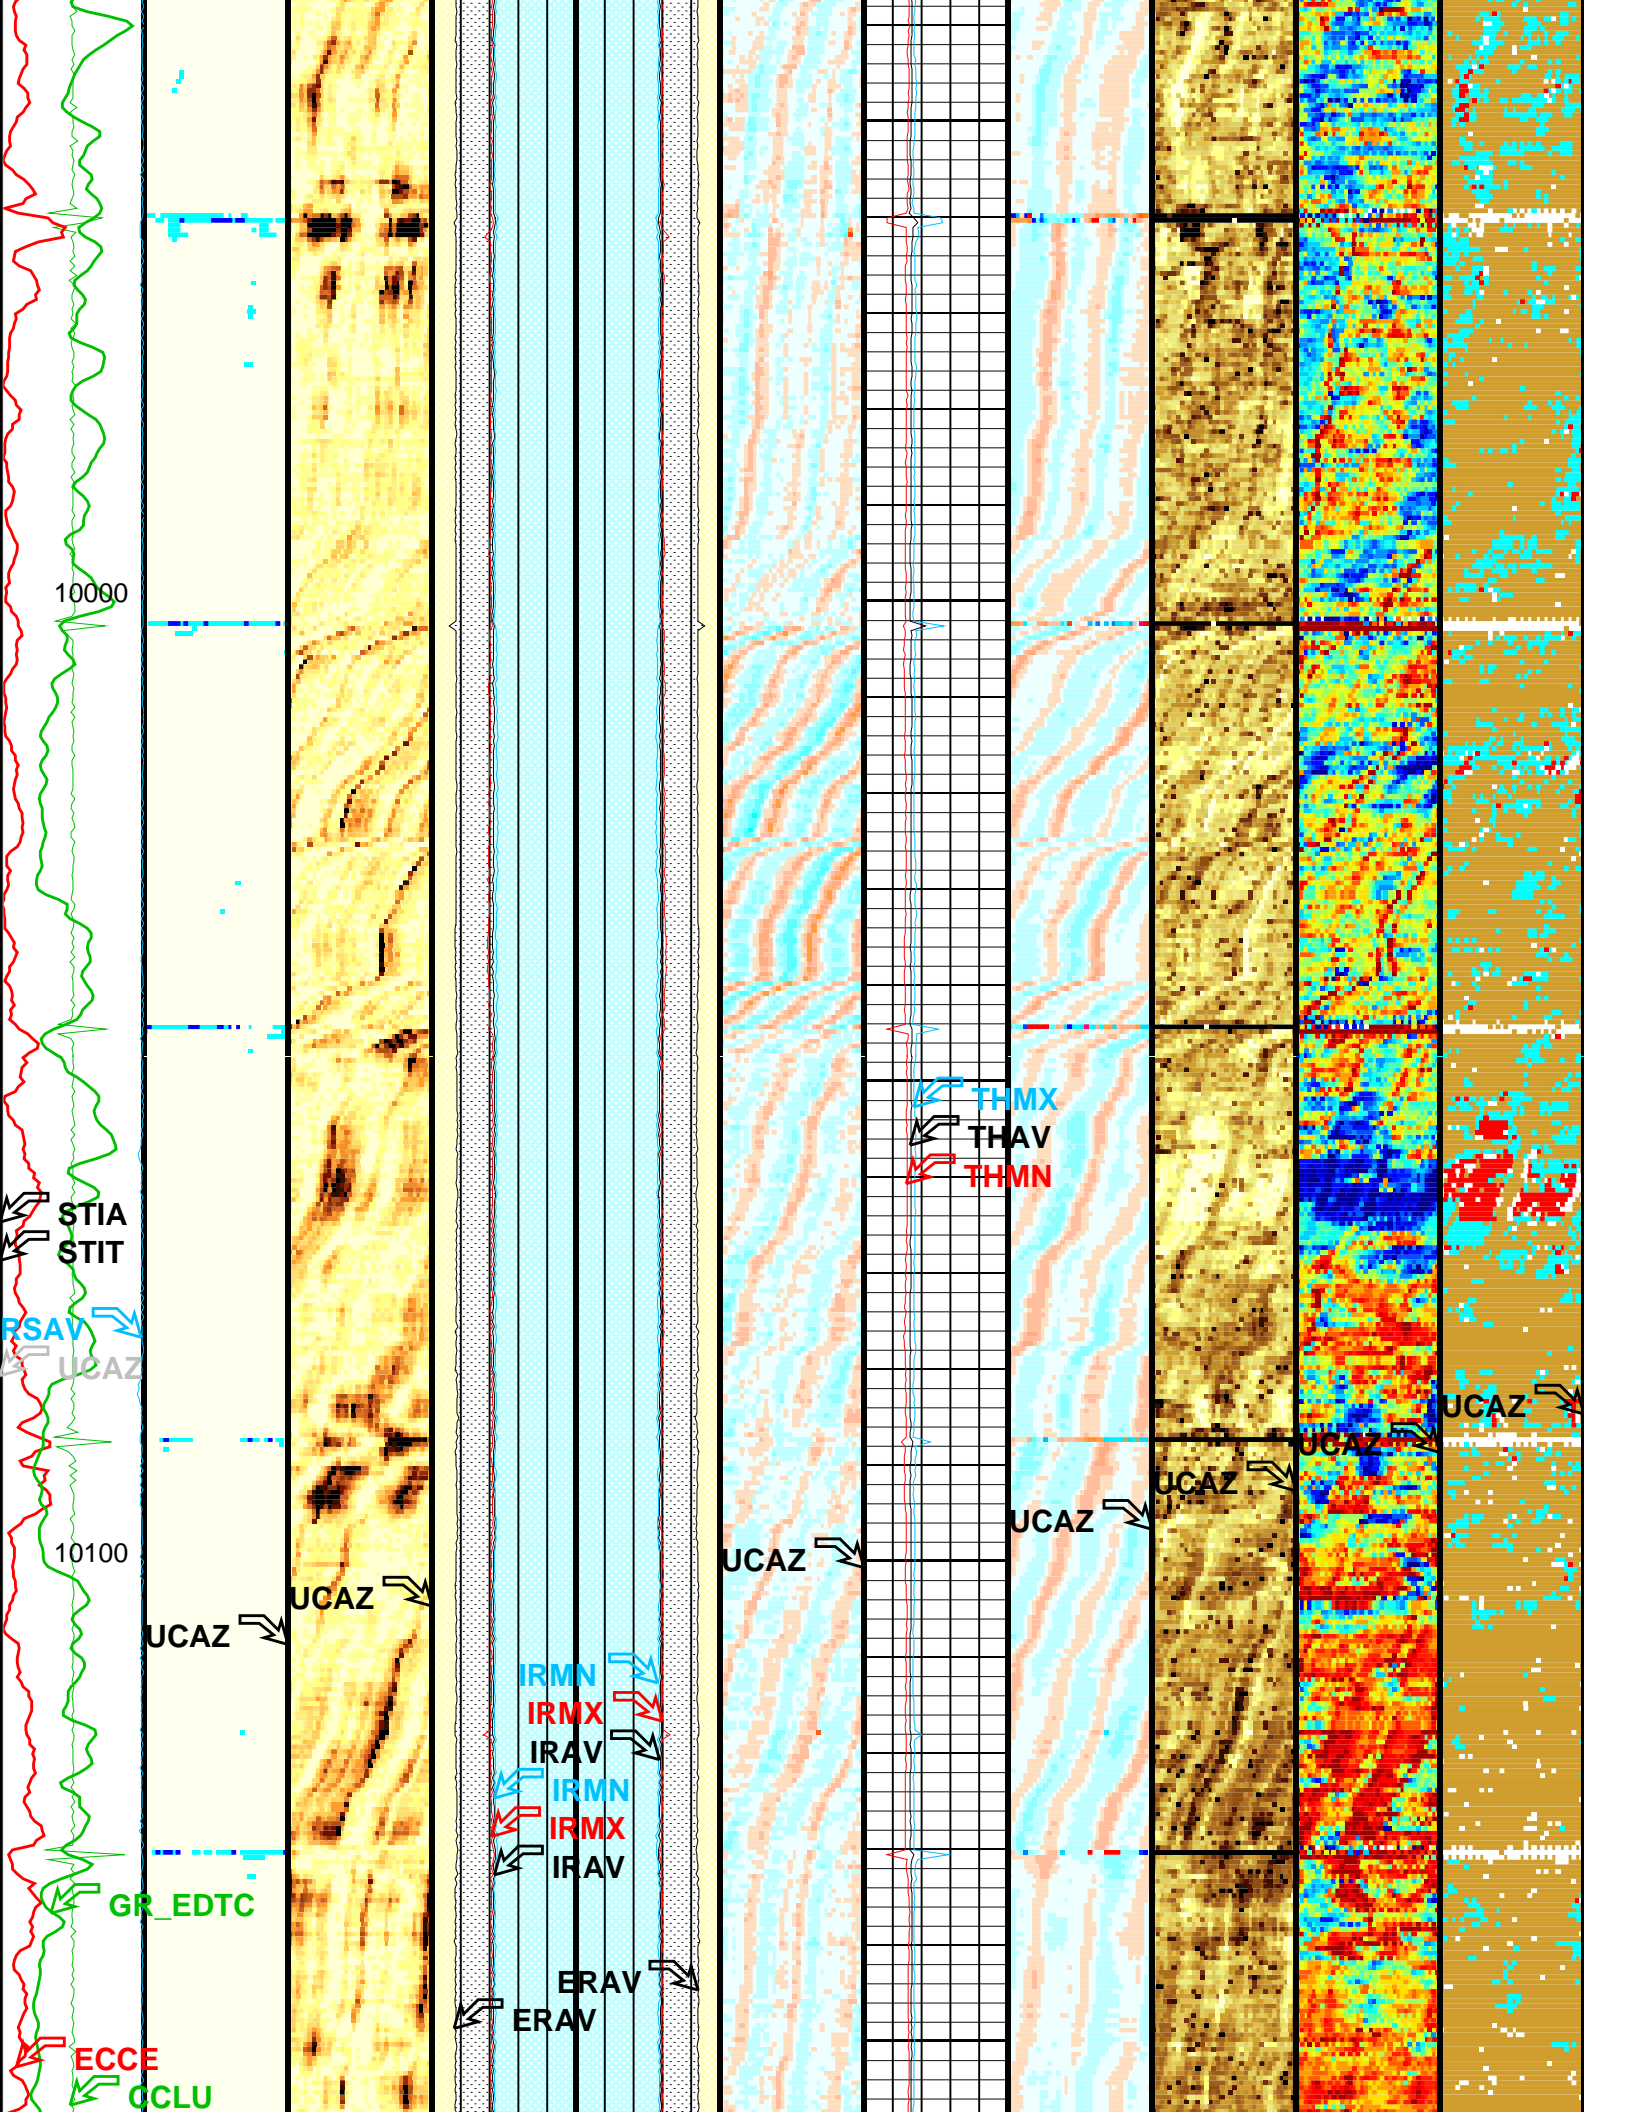 10000
THMX
THAV
THMN
STIA
STIT
RSAV
UCAZ
UCAZ
UCAZ
UCAZ
UCAZ
10100
UCAZ
UCAZ
UCAZ
IRMN
IRMX
IRAV
IRMN
IRMX
IRAV
GR_EDTC
ERAV
ERAV
ECCE
CCLU